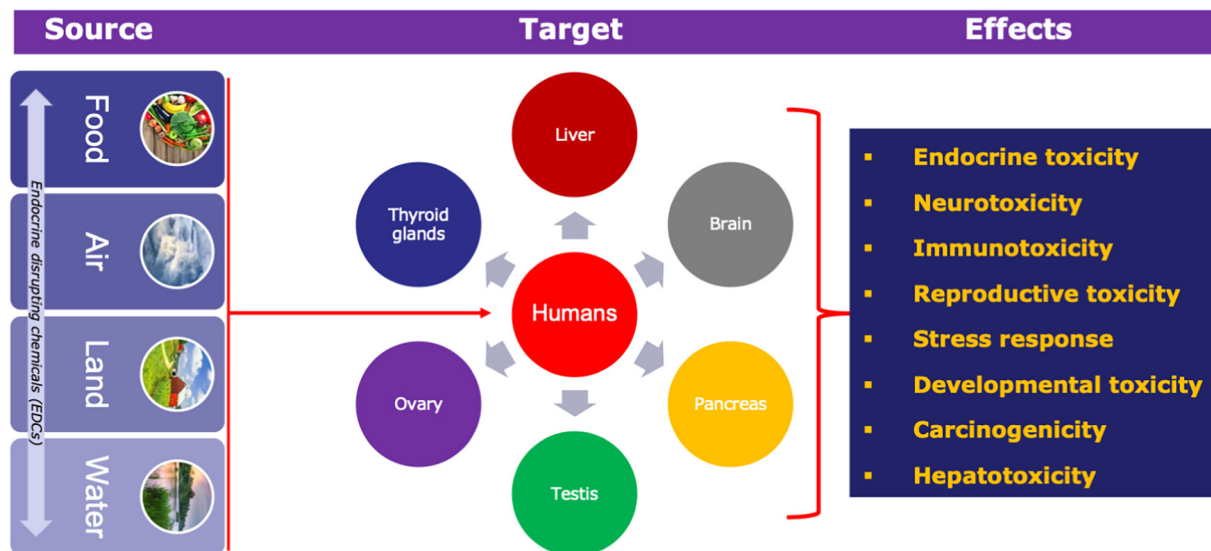 Source
Target
Effects
Endocrine disrupting chemicals (EDCs)
Food
Air
Land
Water
Liver
Thyroid
glands
Brain
Humans
Ovary
Pancreas
Testis
▪ Endocrine toxicity
▪ Neurotoxicity
▪ Immunotoxicity
▪ Reproductive toxicity
▪ Stress response
▪ Developmental toxicity
▪ Carcinogenicity
▪ Hepatotoxicity